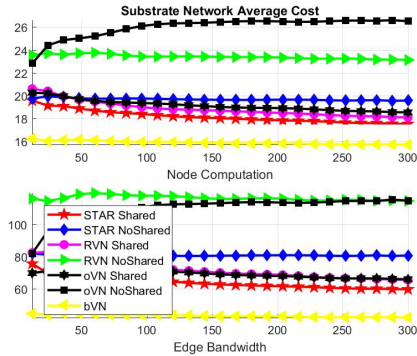 Substrate Network Average Cost
26
24
22
20
18
16
50 100 150 200 250 300
Node Computation
100
80
60
STAR Shared
STAR NoShared
RVN Shared
RVN NoShared
oVN Shared
oVN NoShared
bVN
50 100 150 200 250 300
Edge Bandwidth